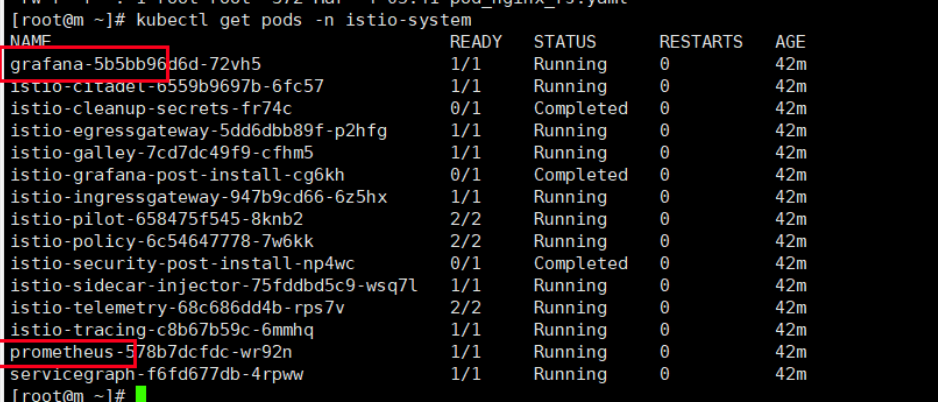 [root@m ~]# kubectl get pods -n istio-system
NAME READY STATUS RESTARTS AGE
grafana-5b5bb96d6d-72vh5 1/1 Running 0 42m
istio-citadel-6559b9697b-6fc57 1/1 Running 0 42m
istio-cleanup-secrets-fr74c 0/1 Completed 0 42m
istio-egressgateway-5dd6dbb89f-p2hfg 1/1 Running 0 42m
istio-galley-7cd7dc49f9-cfhm5 1/1 Running 0 42m
istio-grafana-post-install-cg6kh 0/1 Completed 0 42m
istio-ingressgateway-947b9cd66-6z5hx 1/1 Running 0 42m
istio-pilot-658475f545-8knb2 2/2 Running 0 42m
istio-policy-6c54647778-7w6kk 2/2 Running 0 42m
istio-security-post-install-np4wc 0/1 Completed 0 42m
istio-sidecar-injector-75fddbd5c9-wsq7l 1/1 Running 0 42m
istio-telemetry-68c686dd4b-rps7v 2/2 Running 0 42m
istio-tracing-c8b67b59c-6mmhq 1/1 Running 0 42m
prometheus-578b7dcfdc-wr92n 1/1 Running 0 42m
servicegraph-f6fd677db-4rpww 1/1 Running 0 42m
[root@m ~]#